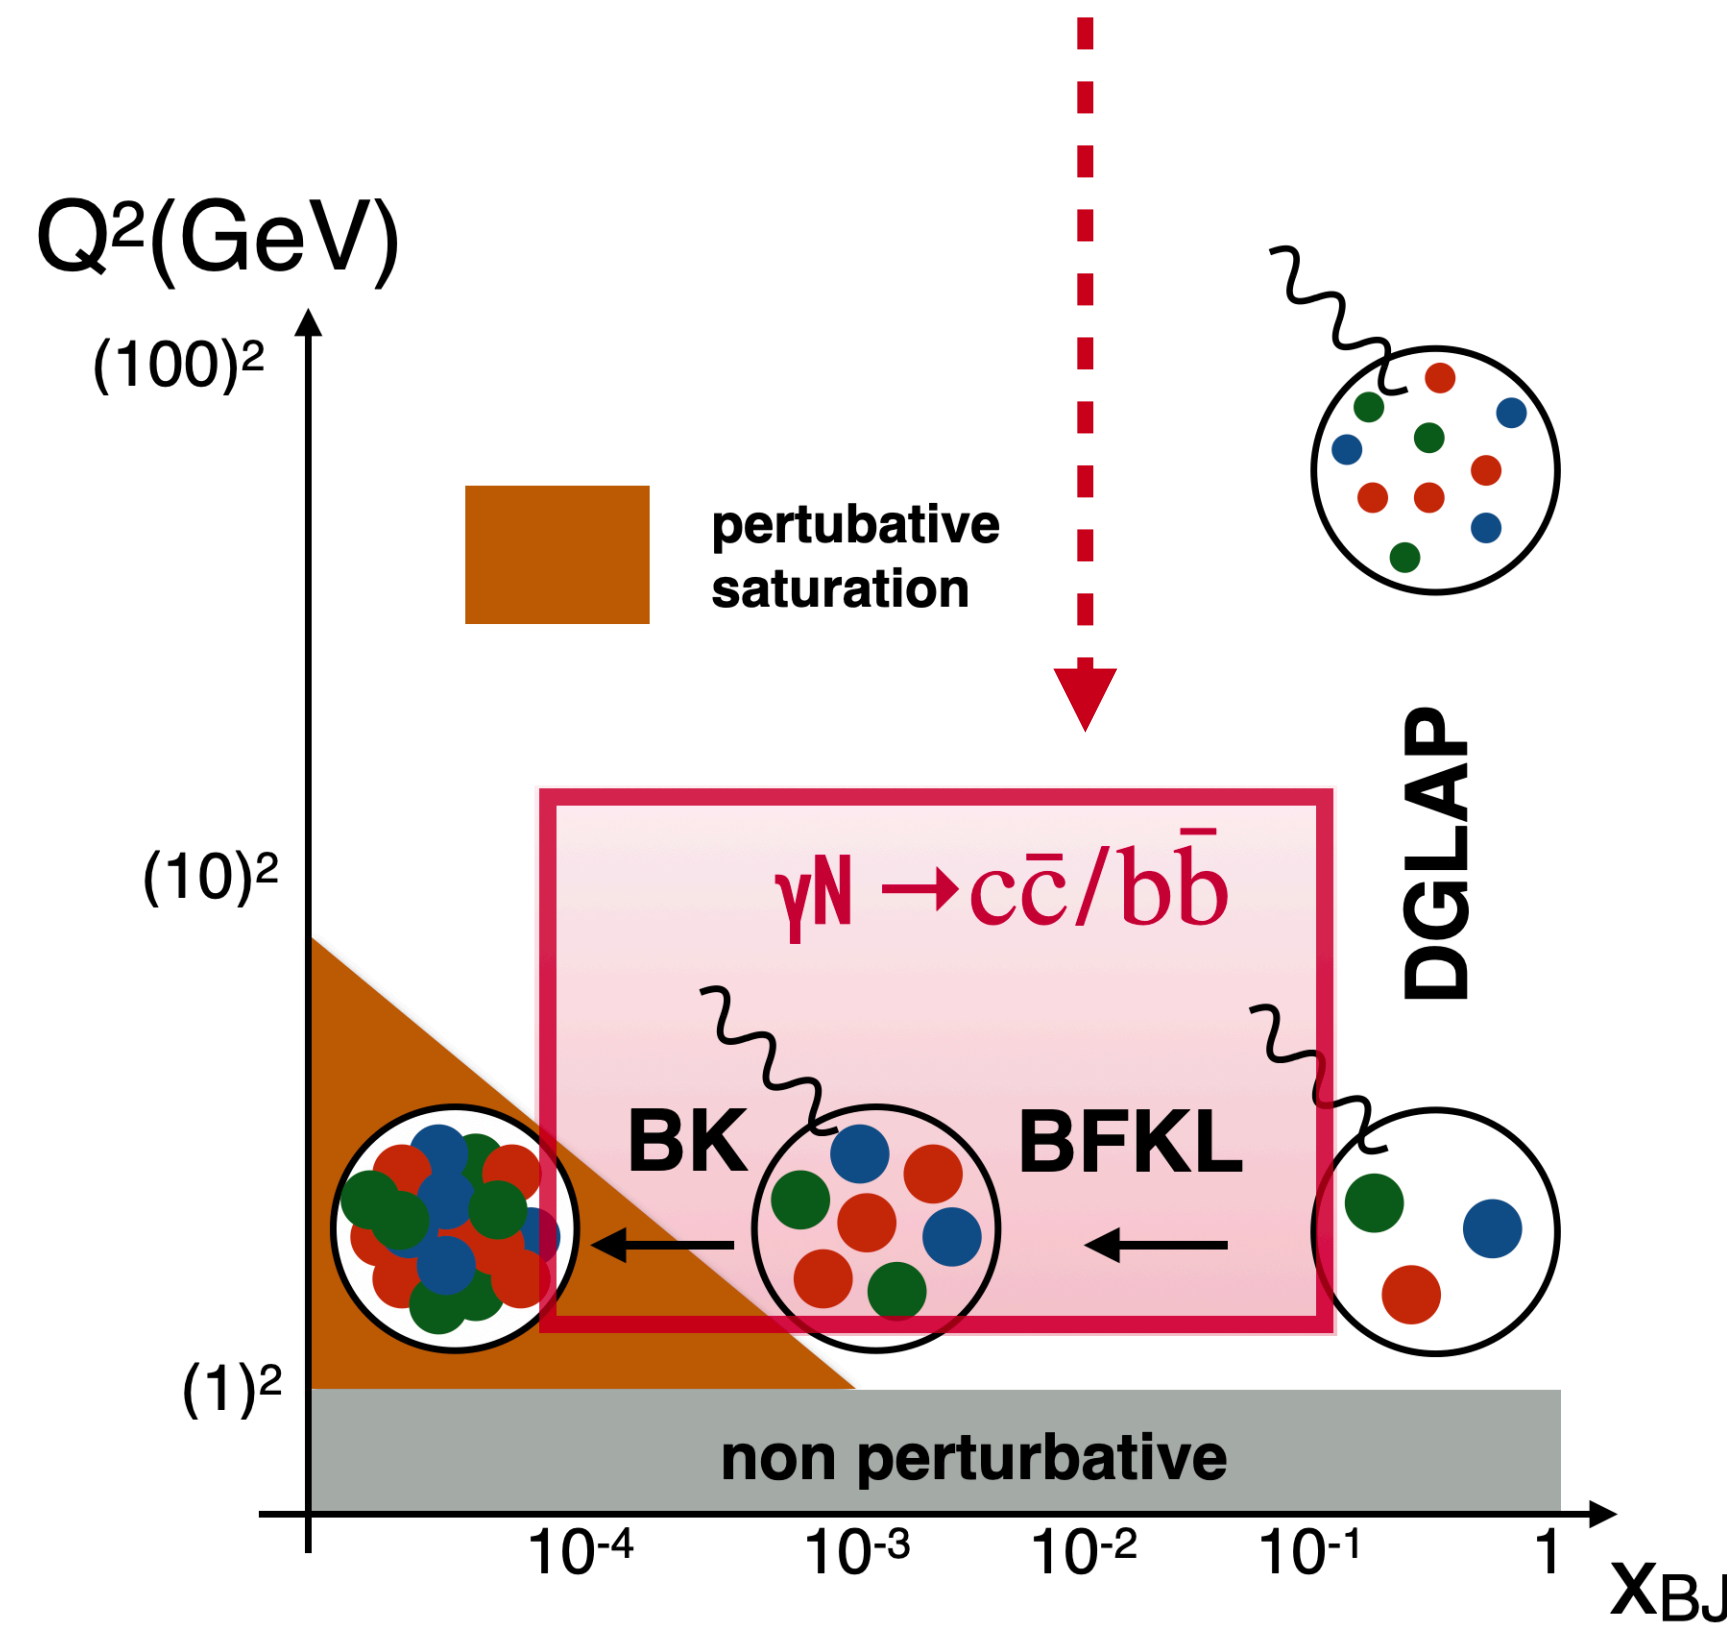 Q²(GeV)
(100)²
pertubative
saturation
DGLAP
(10)²
γN →cc̄/bb̄
BK
BFKL
(1)²
non perturbative
10⁻⁴
10⁻³
10⁻²
10⁻¹
1
xBJ